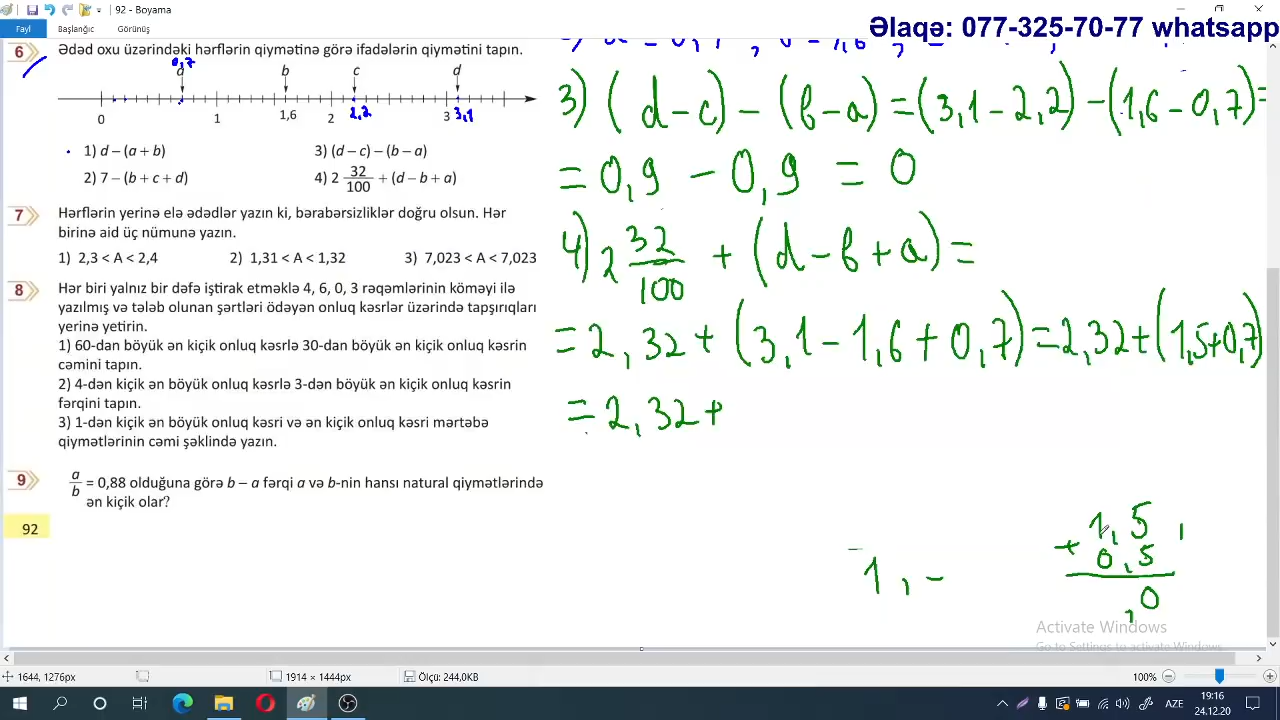 92 - Boyama
Əlaqə: 077-325-70-77 whatsapp
Fayl Başlanğıc Görünüş
6 Ədəd oxu üzərindəki hərflərin qiymətinə görə ifadələrin qiymətini tapın.
0,7
a b c d
0 1 1,6 2 2,2 3 3,1
1) d – (a + b) 3) (d – c) – (b – a)
2) 7 – (b + c + d) 4) 2 32/100 + (d – b + a)
7 Hərflərin yerinə elə ədədlər yazın ki, bərabərsizliklər doğru olsun. Hər
birinə aid üç nümunə yazın.
1) 2,3 < A < 2,4 2) 1,31 < A < 1,32 3) 7,023 < A < 7,023
8 Hər biri yalnız bir dəfə iştirak etməklə 4, 6, 0, 3 rəqəmlərinin köməyi ilə
yazılmış və tələb olunan şərtləri ödəyən onluq kəsrlər üzərində tapşırıqları
yerinə yetirin.
1) 60-dan böyük ən kiçik onluq kəsrlə 30-dan böyük ən kiçik onluq kəsrin
cəmini tapın.
2) 4-dən kiçik ən böyük onluq kəsrlə 3-dən böyük ən kiçik onluq kəsrin
fərqini tapın.
3) 1-dən kiçik ən böyük onluq kəsri və ən kiçik onluq kəsri mərtəbə
qiymətlərinin cəmi şəklində yazın.
9 a/b = 0,88 olduğuna görə b – a fərqi a və b-nin hansı natural qiymətlərində
ən kiçik olar?
92
3) (d – c) – (b – a) = (3,1 – 2,2) – (1,6 – 0,7) =
= 0,9 – 0,9 = 0
4) 2 32/100 + (d – b + a) =
= 2,32 + (3,1 – 1,6 + 0,7) = 2,32 + (1,5+0,7)
= 2,32 +
1,5
+ 0,5
,0
1, –
Activate Windows
Go to Settings to activate Windows.
1644, 1276px 1914 × 1444px Ölçü: 244,0KB 100%
AZE 19:16
24.12.20